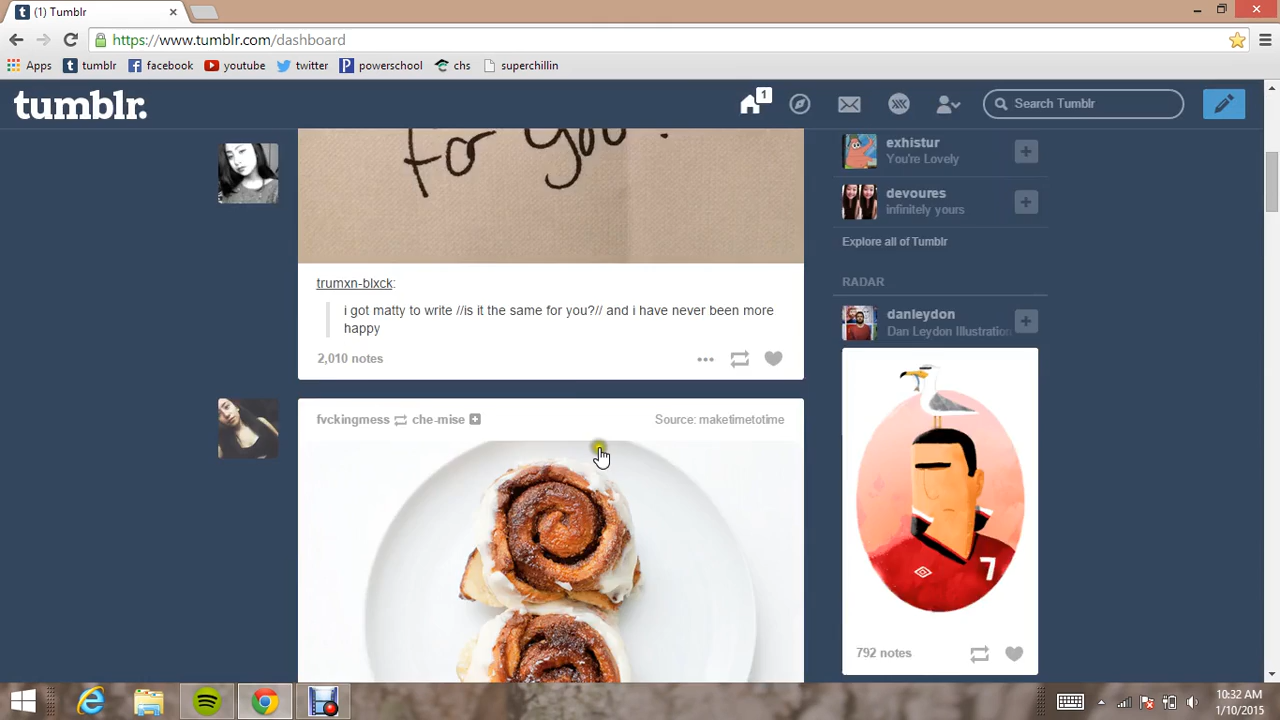 (1) Tumblr
https://www.tumblr.com/dashboard
Apps tumblr facebook youtube twitter powerschool chs superchillin
tumblr. 1 Search Tumblr
for you?
exhistur
You're Lovely
devoures
infinitely yours
Explore all of Tumblr
trumxn-blxck:
i got matty to write //is it the same for you?// and i have never been more
happy
2,010 notes
RADAR
danleydon
Dan Leydon Illustration
fvckingmess che-mise Source: maketimetotime
7
792 notes
10:32 AM
1/10/2015